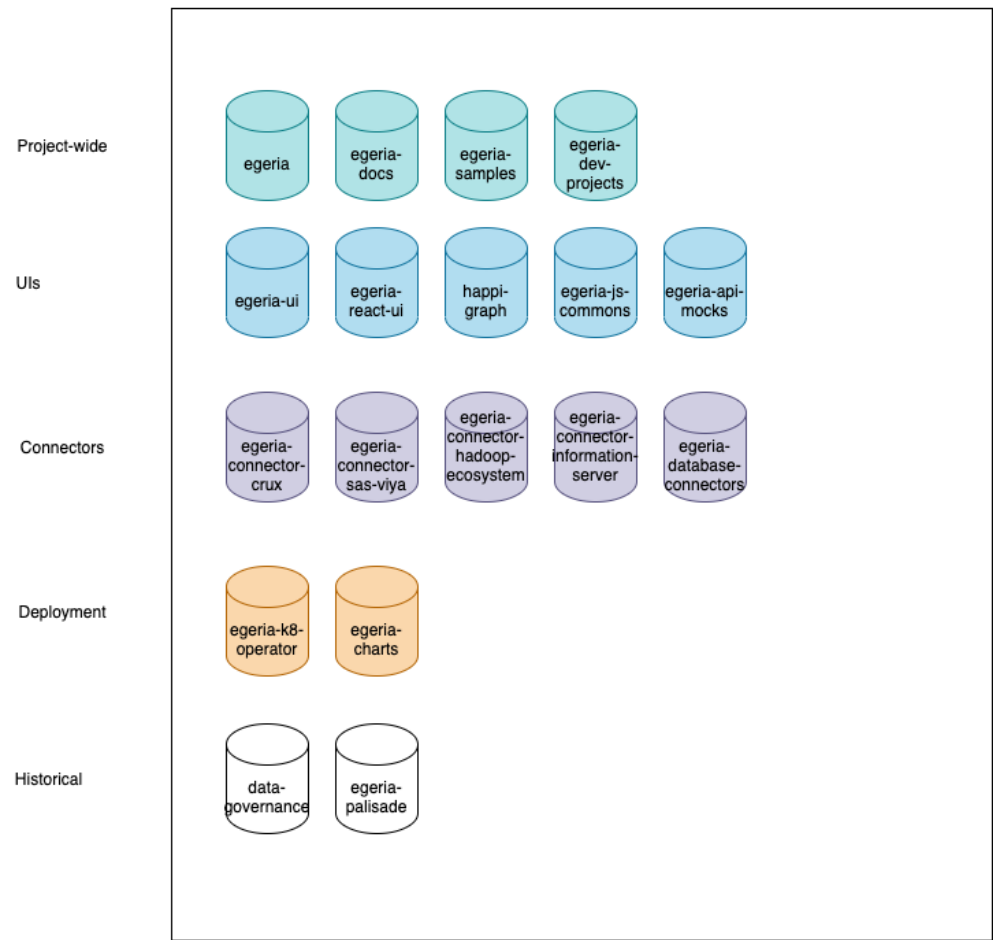 Project-wide
egeria
egeria-
docs
egeria-
samples
egeria-
dev-
projects
UIs
egeria-ui
egeria-
react-ui
happi-
graph
egeria-js-
commons
egeria-api-
mocks
Connectors
egeria-
connector-
crux
egeria-
connector-
sas-viya
egeria-
connector-
hadoop-
ecosystem
egeria-
connector-
information-
server
egeria-
database-
connectors
Deployment
egeria-k8-
operator
egeria-
charts
Historical
data-
governance
egeria-
palisade